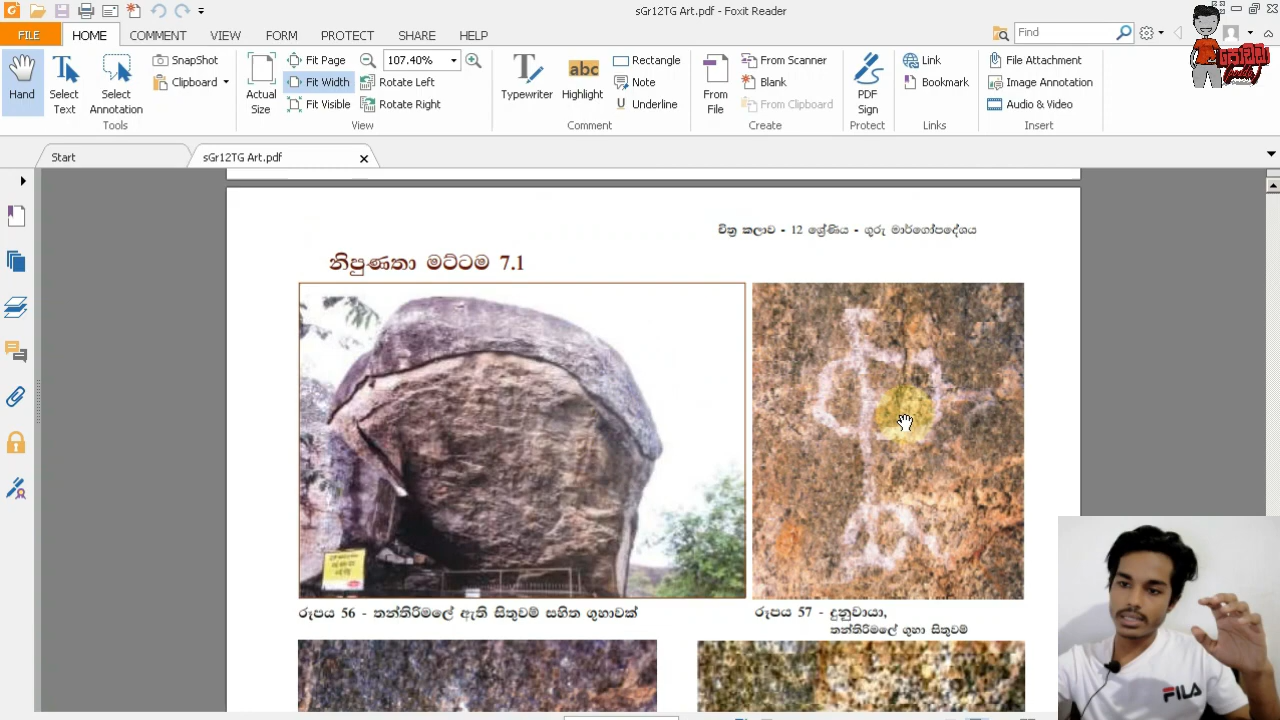 sGr12TG Art.pdf - Foxit Reader
FILE HOME COMMENT VIEW FORM PROTECT SHARE HELP
Find
Hand
Select Text
Select Annotation
SnapShot
Clipboard
Tools
Actual Size
Fit Page
Fit Width
Fit Visible
107.40%
Rotate Left
Rotate Right
View
Typewriter
Highlight
Rectangle
Note
Underline
Comment
From File
From Scanner
Blank
From Clipboard
Create
PDF Sign
Protect
Link
Bookmark
Links
File Attachment
Image Annotation
Audio & Video
Insert
Start
sGr12TG Art.pdf
චිත්‍ර කලාව - 12 ශ්‍රේණිය - ගුරු මාර්ගෝපදේශය
නිපුණතා මට්ටම 7.1
රූපය 56 - තන්තිරිමලේ ඇති සිතුවම් සහිත ගුහාවක්
රූපය 57 - දුනුවායා,
තන්තිරිමලේ ගුහා සිතුවම්
FILA